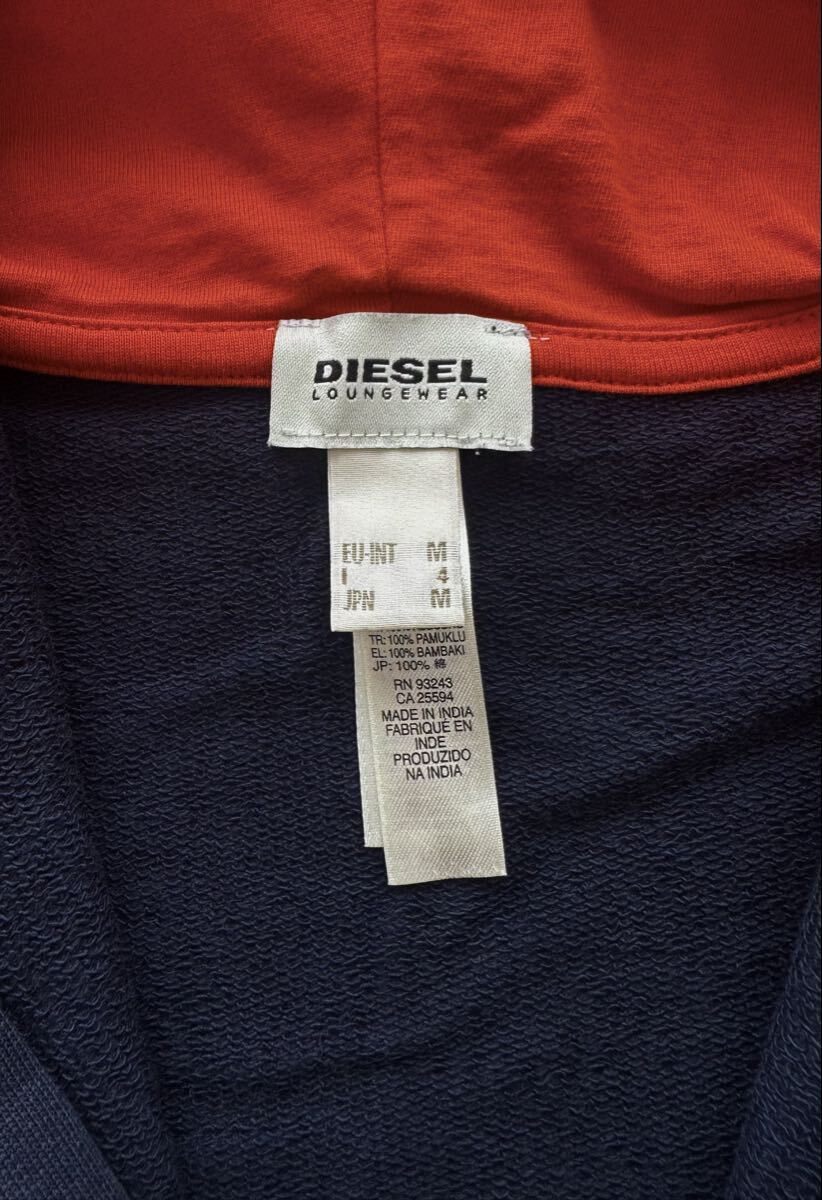 DIESEL
LOUNGEWEAR
EU-INT M
I 4
JPN M
TR: 100% PAMUKLU
EL: 100% BAMBAKI
JP: 100% 綿
RN 93243
CA 25594
MADE IN INDIA
FABRIQUÉ EN
INDE
PRODUZIDO
NA INDIA